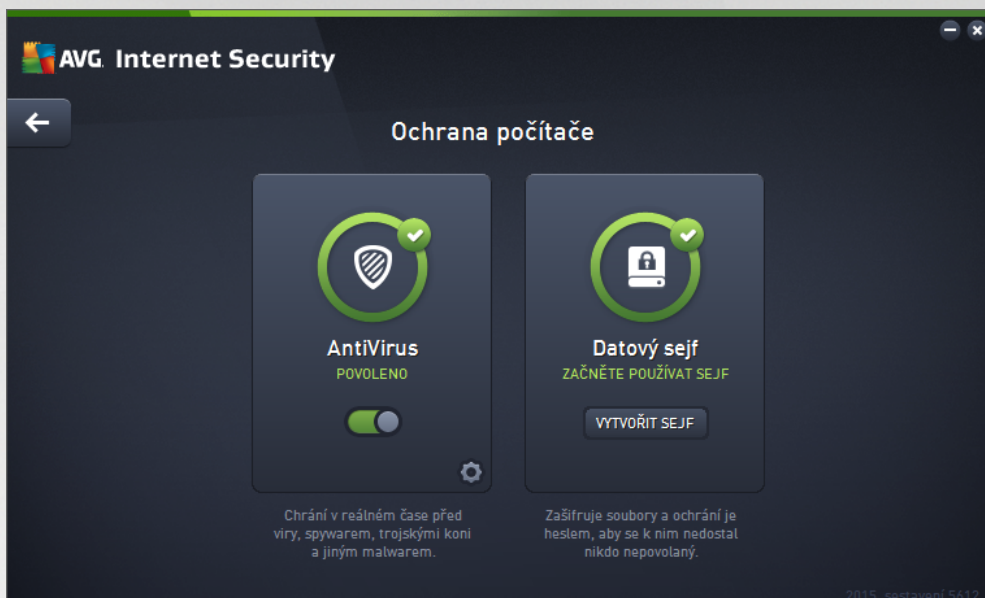 AVG Internet Security
Ochrana počítače
AntiVirus
POVOLENO
Chrání v reálném čase před
viry, spywarem, trojskými koni
a jiným malwarem.
Datový sejf
ZAČNĚTE POUŽÍVAT SEJF
VYTVOŘIT SEJF
Zašifruje soubory a ochrání je
heslem, aby se k nim nedostal
nikdo nepovolaný.
2015, sestavení 5612